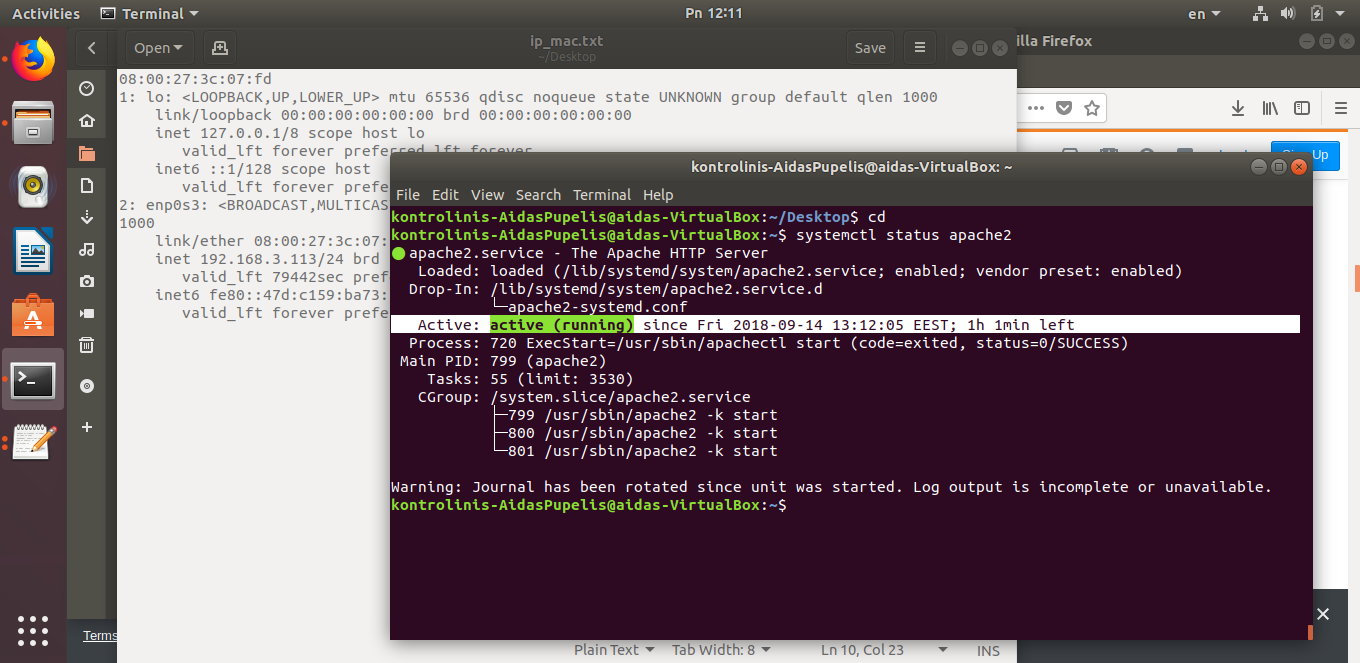 Activities Terminal Pn 12:11 en
Open ip_mac.txt Save
~/Desktop
illa Firefox
08:00:27:3c:07:fd
1: lo: <LOOPBACK,UP,LOWER_UP> mtu 65536 qdisc noqueue state UNKNOWN group default qlen 1000
link/loopback 00:00:00:00:00:00 brd 00:00:00:00:00:00
inet 127.0.0.1/8 scope host lo
valid_lft forever preferred_lft forever
inet6 ::1/128 scope host
valid_lft forever prefe
2: enp0s3: <BROADCAST,MULTICAS
1000
link/ether 08:00:27:3c:07:
inet 192.168.3.113/24 brd
valid_lft 79442sec pref
inet6 fe80::47d:c159:ba73:
valid_lft forever prefe
Up
kontrolinis-AidasPupelis@aidas-VirtualBox: ~
File Edit View Search Terminal Help
kontrolinis-AidasPupelis@aidas-VirtualBox:~/Desktop$ cd
kontrolinis-AidasPupelis@aidas-VirtualBox:~$ systemctl status apache2
● apache2.service - The Apache HTTP Server
Loaded: loaded (/lib/systemd/system/apache2.service; enabled; vendor preset: enabled)
Drop-In: /lib/systemd/system/apache2.service.d
└─apache2-systemd.conf
Active: active (running) since Fri 2018-09-14 13:12:05 EEST; 1h 1min left
Process: 720 ExecStart=/usr/sbin/apachectl start (code=exited, status=0/SUCCESS)
Main PID: 799 (apache2)
Tasks: 55 (limit: 3530)
CGroup: /system.slice/apache2.service
├─799 /usr/sbin/apache2 -k start
├─800 /usr/sbin/apache2 -k start
└─801 /usr/sbin/apache2 -k start
Warning: Journal has been rotated since unit was started. Log output is incomplete or unavailable.
kontrolinis-AidasPupelis@aidas-VirtualBox:~$
Terms
Plain Text Tab Width: 8 Ln 10, Col 23 INS